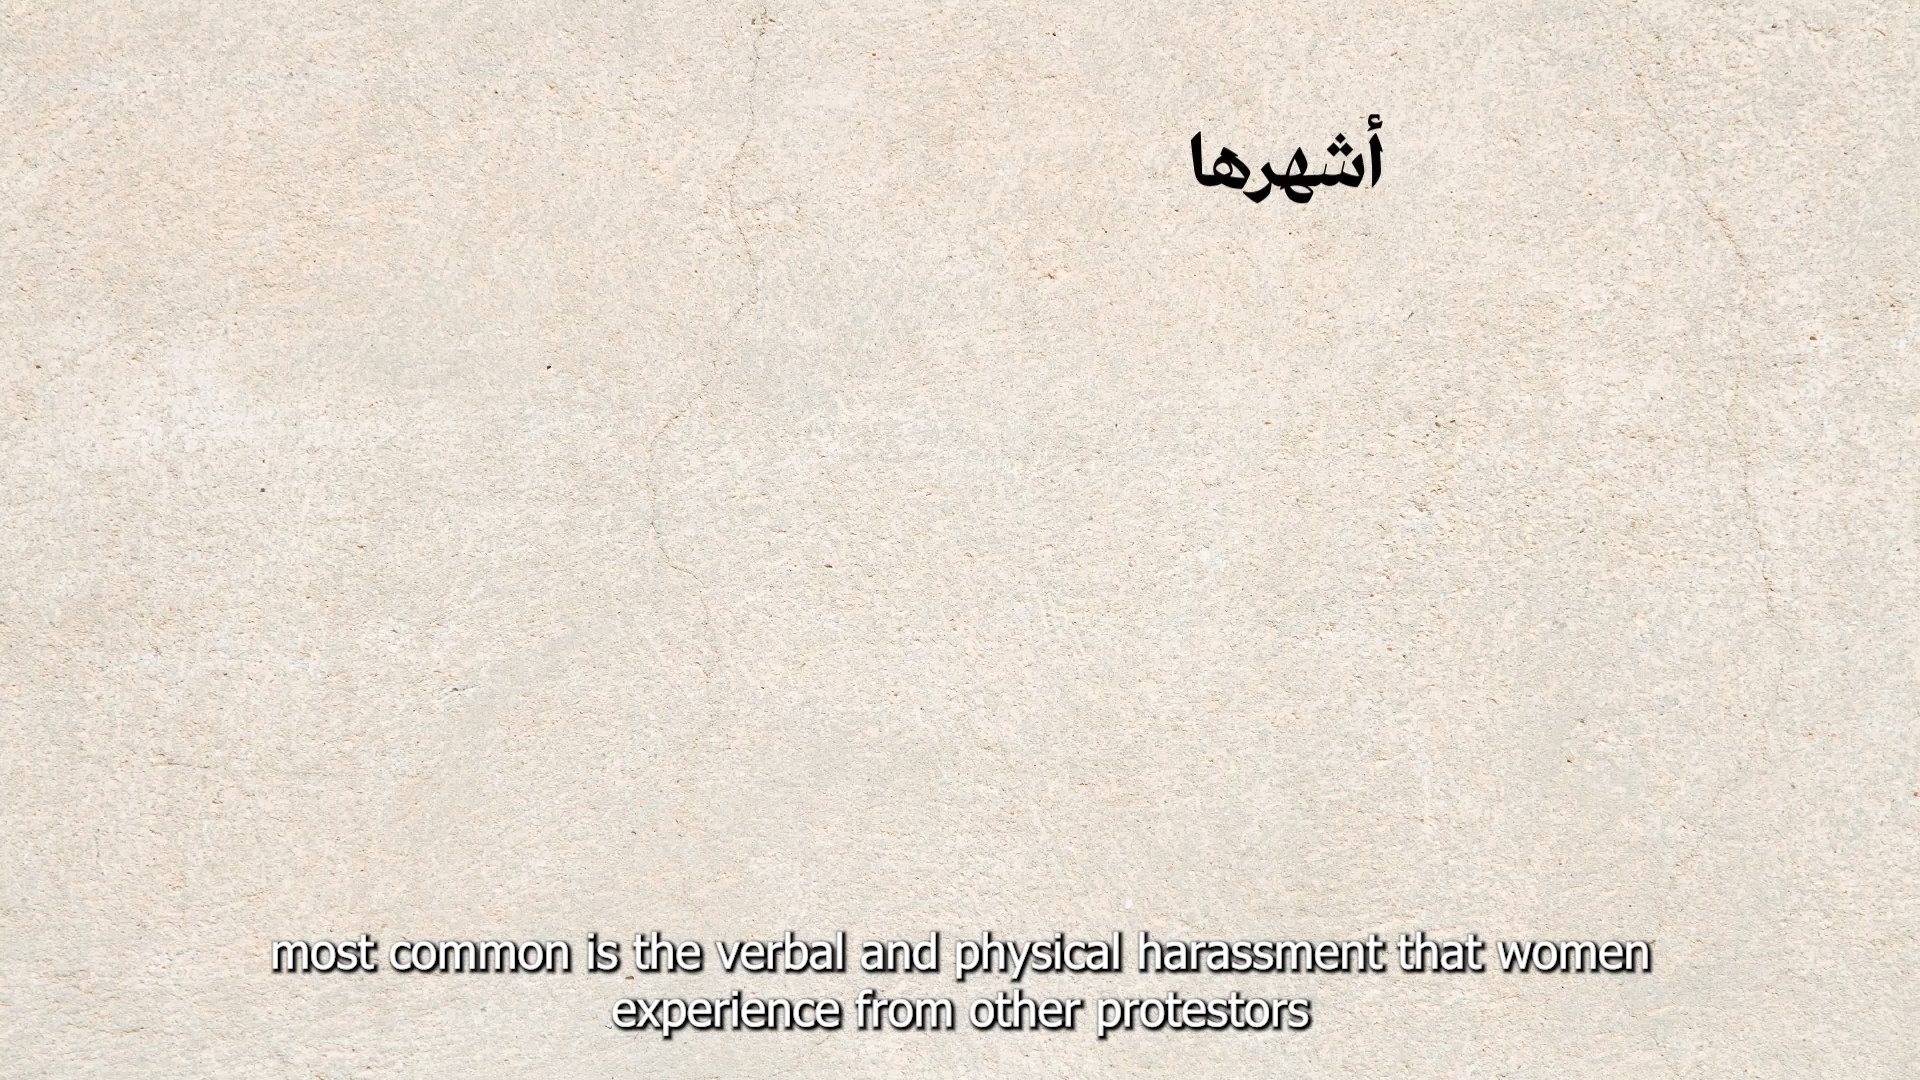 أشهرها
most common is the verbal and physical harassment that women
experience from other protestors